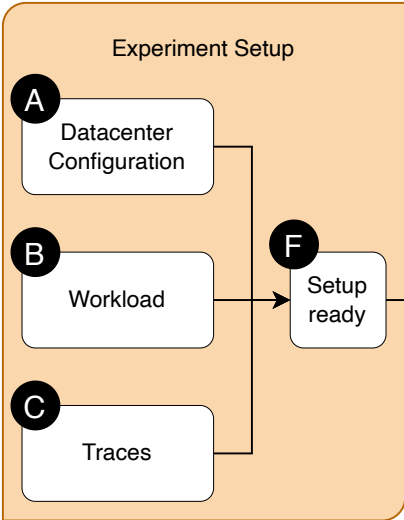 Experiment Setup
A
Datacenter
Configuration
B
Workload
F
Setup
ready
C
Traces